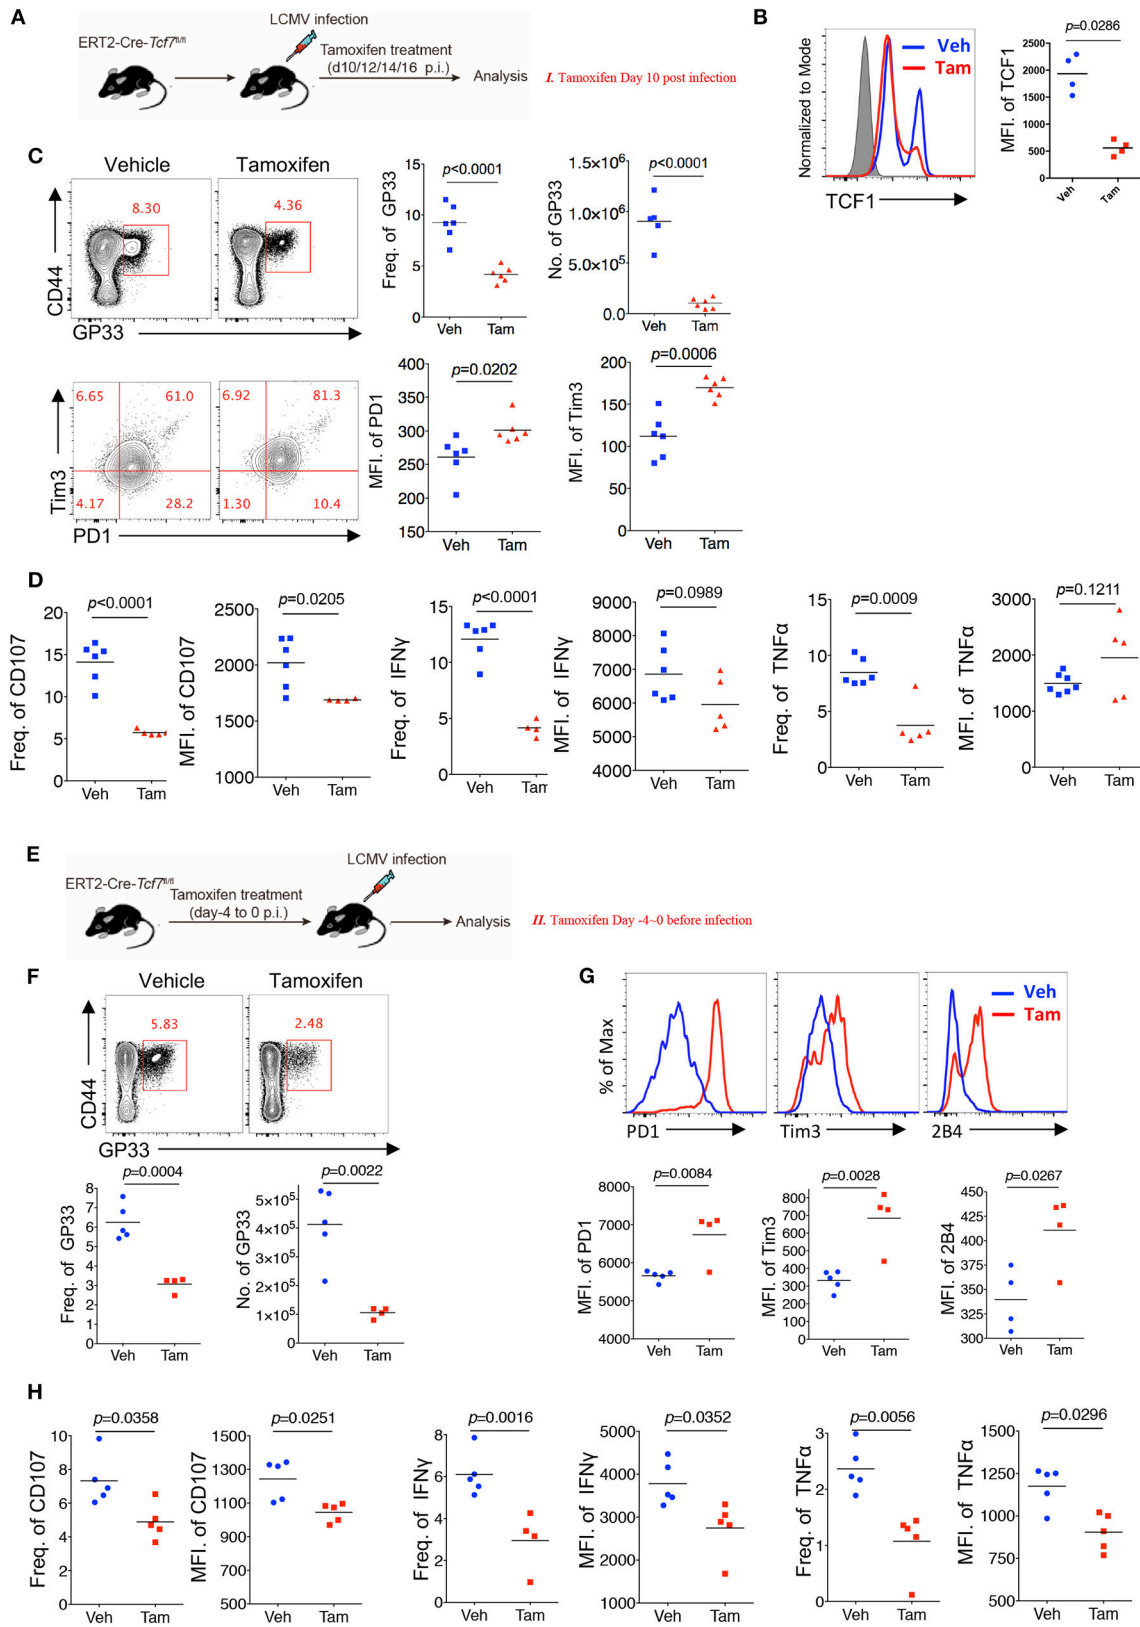 A
LCMV infection
ERT2-Cre-Tcf7fl/fl
Tamoxifen treatment
(d10/12/14/16 p.i.)
Analysis
I. Tamoxifen Day 10 post infection
B
Normalized to Mode
Veh
Tam
TCF1
p=0.0286
MFI. of TCF1
2500
2000
1500
1000
500
0
Veh
Tam
C
Vehicle
Tamoxifen
8.30
4.36
CD44
GP33
p<0.0001
Freq. of GP33
15
10
5
0
Veh
Tam
p<0.0001
No. of GP33
1.5×10⁶
1.0×10⁶
5.0×10⁵
0.0
Veh
Tam
6.65
61.0
4.17
28.2
6.92
81.3
1.30
10.4
Tim3
PD1
p=0.0202
MFI. of PD1
400
350
300
250
200
150
Veh
Tam
p=0.0006
MFI. of Tim3
200
150
100
50
0
Veh
Tam
D
p<0.0001
Freq. of CD107
20
15
10
5
0
Veh
Tam
p=0.0205
MFI. of CD107
2500
2000
1500
1000
Veh
Tam
p<0.0001
Freq. of IFNγ
15
10
5
0
Veh
Tam
p=0.0989
MFI. of IFNγ
9000
8000
7000
6000
5000
4000
Veh
Tam
p=0.0009
Freq. of TNFα
15
10
5
0
Veh
Tam
p=0.1211
MFI. of TNFα
3000
2000
1000
0
Veh
Tam
E
LCMV infection
ERT2-Cre-Tcf7fl/fl
Tamoxifen treatment
(day-4 to 0 p.i.)
Analysis
II. Tamoxifen Day -4~0 before infection
F
Vehicle
Tamoxifen
5.83
2.48
CD44
GP33
p=0.0004
Freq. of GP33
8
7
6
5
4
3
2
1
0
Veh
Tam
p=0.0022
No. of GP33
5×10⁵
4×10⁵
3×10⁵
2×10⁵
1×10⁵
0
Veh
Tam
G
% of Max
Veh
Tam
PD1
Tim3
2B4
p=0.0084
MFI. of PD1
8000
7000
6000
5000
4000
Veh
Tam
p=0.0028
MFI. of Tim3
800
700
600
500
400
300
200
100
0
Veh
Tam
p=0.0267
MFI. of 2B4
450
425
400
375
350
325
300
Veh
Tam
H
p=0.0358
Freq. of CD107
10
8
6
4
2
0
Veh
Tam
p=0.0251
MFI. of CD107
1500
1300
1100
900
700
500
Veh
Tam
p=0.0016
Freq. of IFNγ
8
6
4
2
0
Veh
Tam
p=0.0352
MFI. of IFNγ
5000
4000
3000
2000
1000
Veh
Tam
p=0.0056
Freq. of TNFα
3
2
1
0
Veh
Tam
p=0.0296
MFI. of TNFα
1500
1250
1000
750
500
Veh
Tam